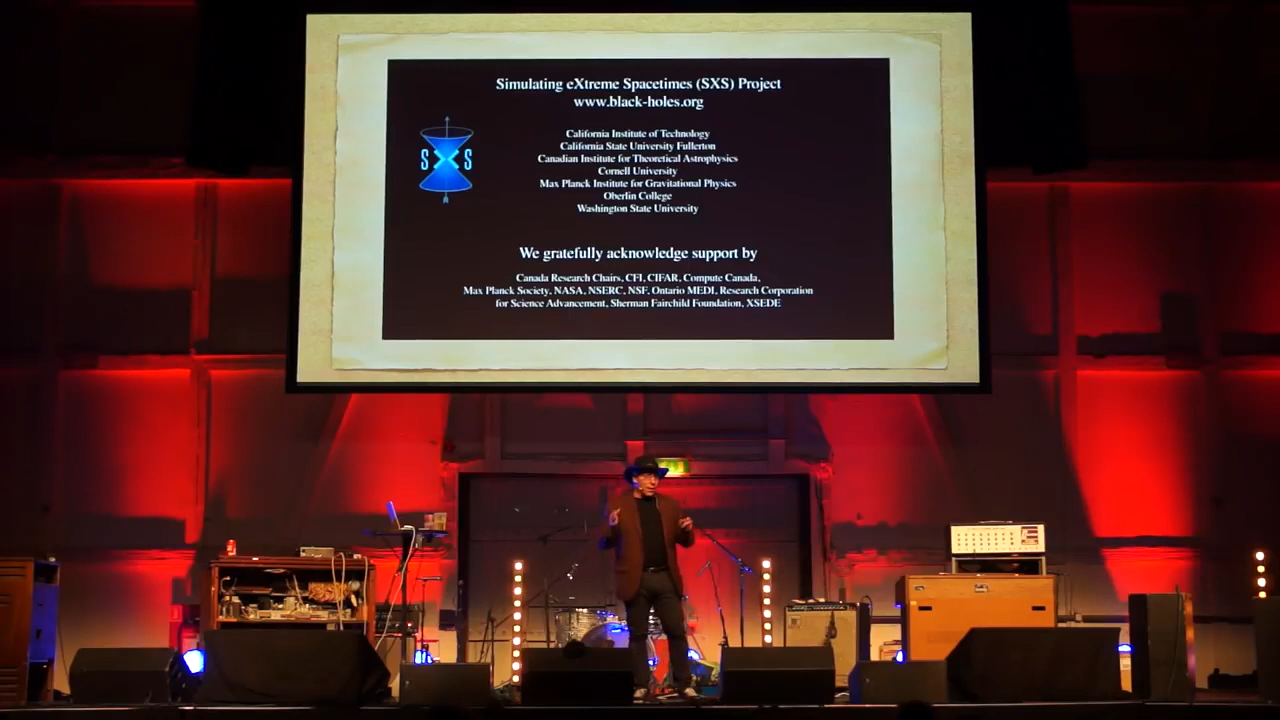 Simulating eXtreme Spacetimes (SXS) Project
www.black-holes.org
California Institute of Technology
California State University Fullerton
Canadian Institute for Theoretical Astrophysics
Cornell University
Max Planck Institute for Gravitational Physics
Oberlin College
Washington State University
SXS
We gratefully acknowledge support by
Canada Research Chairs, CFI, CIFAR, Compute Canada,
Max Planck Society, NASA, NSERC, NSF, Ontario MEDI, Research Corporation
for Science Advancement, Sherman Fairchild Foundation, XSEDE